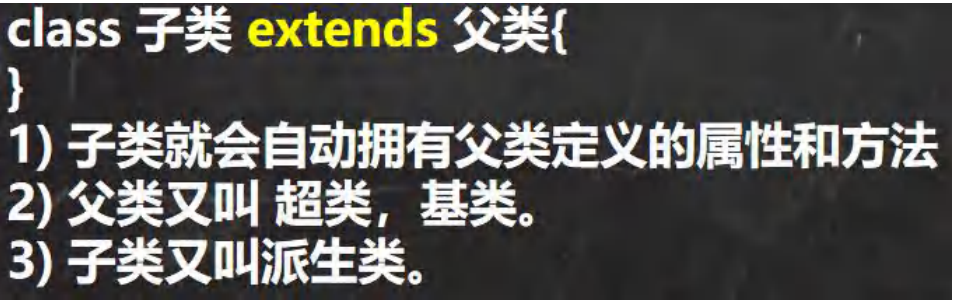 class 子类 extends 父类{
}
1) 子类就会自动拥有父类定义的属性和方法
2) 父类又叫 超类，基类。
3) 子类又叫派生类。